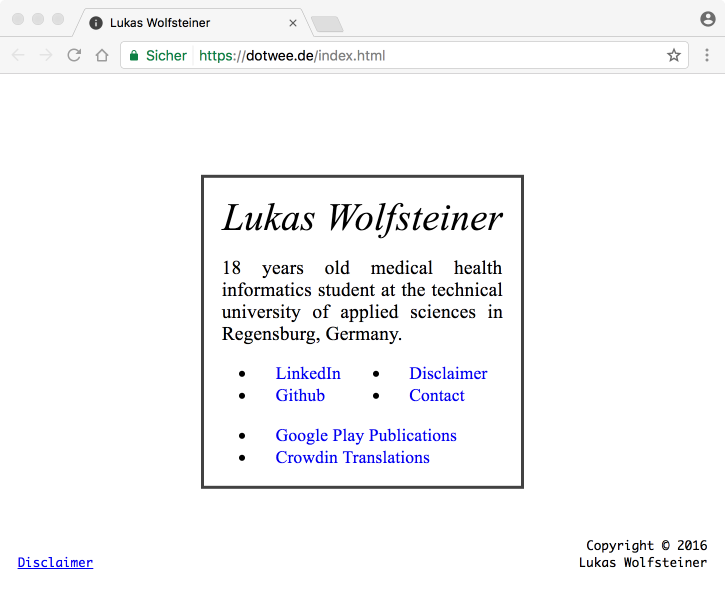 Lukas Wolfsteiner
Sicher https://dotwee.de/index.html
Lukas Wolfsteiner
18 years old medical health
informatics student at the technical
university of applied sciences in
Regensburg, Germany.
• LinkedIn • Disclaimer
• Github • Contact
• Google Play Publications
• Crowdin Translations
Copyright © 2016
Disclaimer Lukas Wolfsteiner